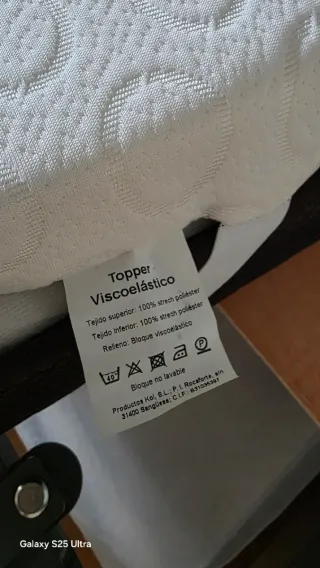 Topper
Viscoelástico
Tejido superior: 100% strech poliéster
Tejido inferior: 100% strech poliéster
Relleno: Bloque viscoelástico
40
P
Bloque no lavable
Productos Kol, S.L.; P. I. Rocaforte, s/n
31400 Sangüesa; C.I.F.:
Galaxy S25 Ultra